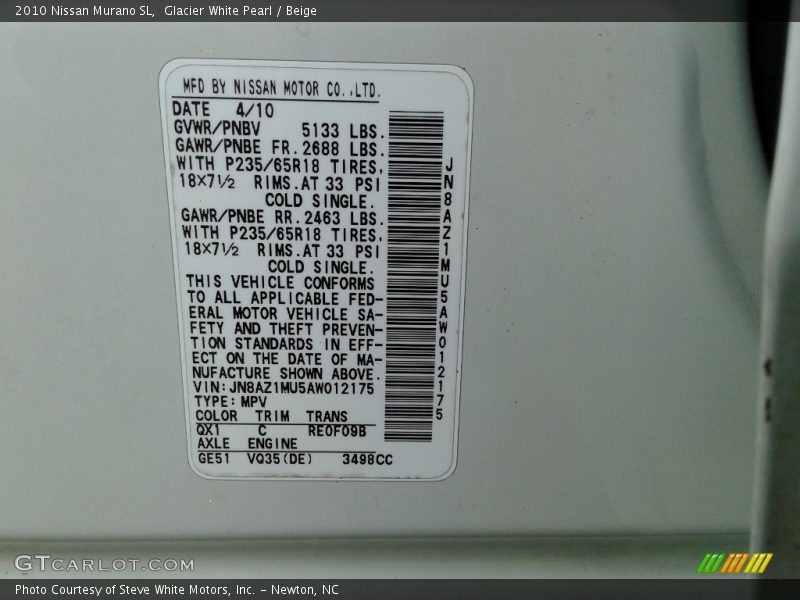 2010 Nissan Murano SL,  Glacier White Pearl / Beige
MFD BY NISSAN MOTOR CO.,LTD.
DATE 4/10
GVWR/PNBV 5133 LBS.
GAWR/PNBE FR. 2688 LBS.
WITH P235/65R18 TIRES,
18×7½ RIMS. AT 33 PSI
COLD SINGLE.
GAWR/PNBE RR. 2463 LBS.
WITH P235/65R18 TIRES,
18×7½ RIMS. AT 33 PSI
COLD SINGLE.
THIS VEHICLE CONFORMS
TO ALL APPLICABLE FED-
ERAL MOTOR VEHICLE SA-
FETY AND THEFT PREVEN-
TION STANDARDS IN EFF-
ECT ON THE DATE OF MA-
NUFACTURE SHOWN ABOVE.
VIN: JN8AZ1MU5AW012175
TYPE: MPV
COLOR TRIM TRANS
QX1 C RE0F09B
AXLE ENGINE
GE51 VQ35(DE) 3498CC
JN8AZ1MU5AW012175
GTCARLOT.COM
Photo Courtesy of Steve White Motors, Inc. – Newton, NC